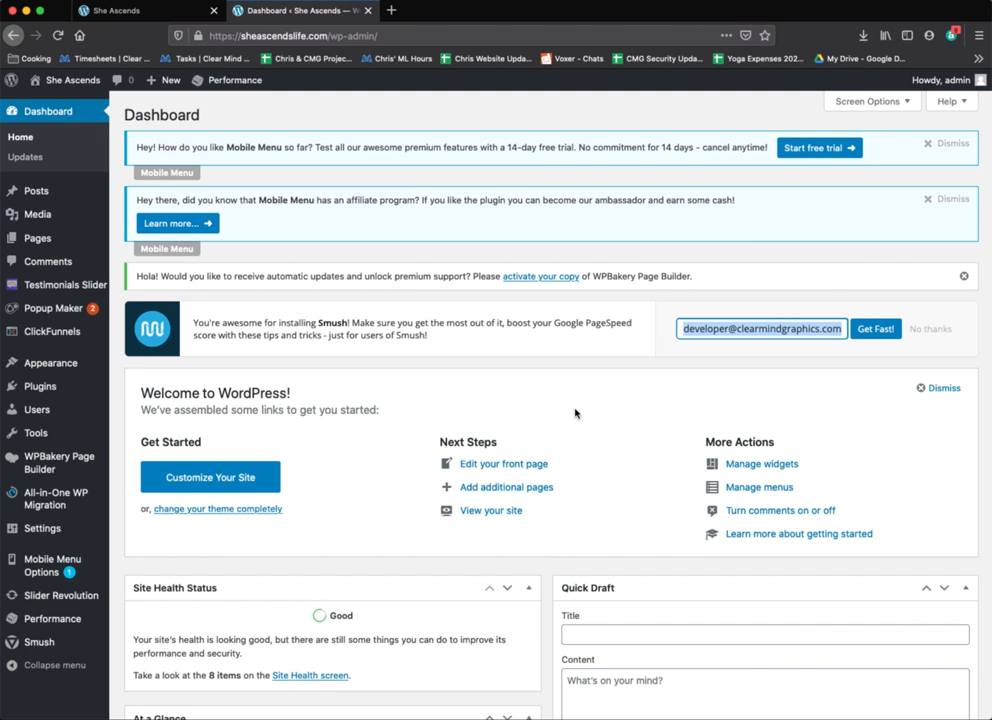 She Ascends
Dashboard ‹ She Ascends — W
https://sheascendslife.com/wp-admin/
Cooking
Timesheets | Clear ...
Tasks | Clear Mind ...
Chris & CMG Projec...
Chris' ML Hours
Chris Website Upda...
Voxer - Chats
CMG Security Upda...
Yoga Expenses 202...
My Drive - Google D...
She Ascends
0
New
Performance
Howdy, admin
Dashboard
Home
Updates
Posts
Media
Pages
Comments
Testimonials Slider
Popup Maker 2
ClickFunnels
Appearance
Plugins
Users
Tools
WPBakery Page
Builder
All-in-One WP
Migration
Settings
Mobile Menu
Options 1
Slider Revolution
Performance
Smush
Collapse menu
Screen Options
Help
Dashboard
Hey! How do you like Mobile Menu so far? Test all our awesome premium features with a 14-day free trial. No commitment for 14 days - cancel anytime!
Start free trial
Dismiss
Mobile Menu
Hey there, did you know that Mobile Menu has an affiliate program? If you like the plugin you can become our ambassador and earn some cash!
Dismiss
Learn more...
Mobile Menu
Hola! Would you like to receive automatic updates and unlock premium support? Please activate your copy of WPBakery Page Builder.
You're awesome for installing Smush! Make sure you get the most out of it, boost your Google PageSpeed
score with these tips and tricks - just for users of Smush!
developer@clearmindgraphics.com
Get Fast!
No thanks
Welcome to WordPress!
We've assembled some links to get you started:
Dismiss
Get Started
Customize Your Site
or, change your theme completely
Next Steps
Edit your front page
Add additional pages
View your site
More Actions
Manage widgets
Manage menus
Turn comments on or off
Learn more about getting started
Site Health Status
Good
Your site's health is looking good, but there are still some things you can do to improve its
performance and security.
Take a look at the 8 items on the Site Health screen.
At a Glance
Quick Draft
Title
Content
What's on your mind?